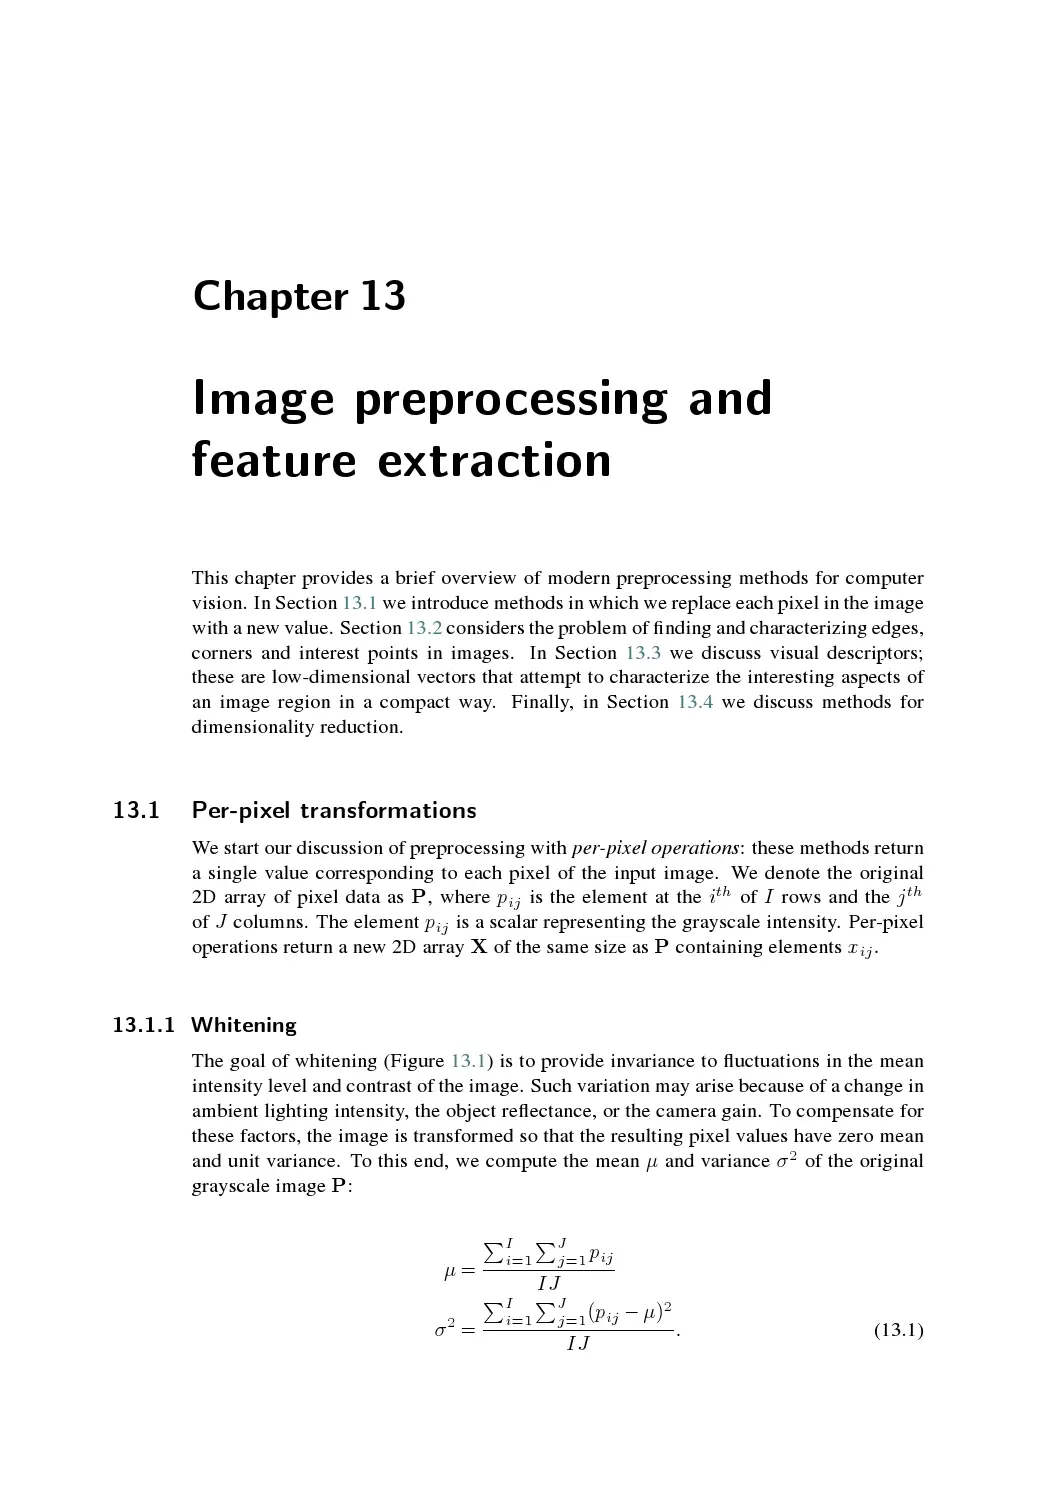 Chapter 13
Image preprocessing and
feature extraction
This chapter provides a brief overview of modern preprocessing methods for computer
vision. In Section 13.1 we introduce methods in which we replace each pixel in the image
with a new value. Section 13.2 considers the problem of finding and characterizing edges,
corners and interest points in images. In Section 13.3 we discuss visual descriptors;
these are low-dimensional vectors that attempt to characterize the interesting aspects of
an image region in a compact way. Finally, in Section 13.4 we discuss methods for
dimensionality reduction.
13.1 Per-pixel transformations
We start our discussion of preprocessing with per-pixel operations: these methods return
a single value corresponding to each pixel of the input image. We denote the original
2D array of pixel data as P, where p_{ij} is the element at the i^{th} of I rows and the j^{th}
of J columns. The element p_{ij} is a scalar representing the grayscale intensity. Per-pixel
operations return a new 2D array X of the same size as P containing elements x_{ij}.
13.1.1 Whitening
The goal of whitening (Figure 13.1) is to provide invariance to fluctuations in the mean
intensity level and contrast of the image. Such variation may arise because of a change in
ambient lighting intensity, the object reflectance, or the camera gain. To compensate for
these factors, the image is transformed so that the resulting pixel values have zero mean
and unit variance. To this end, we compute the mean μ and variance σ² of the original
grayscale image P:
μ = \frac{\sum_{i=1}^{I} \sum_{j=1}^{J} p_{ij}}{IJ}
σ² = \frac{\sum_{i=1}^{I} \sum_{j=1}^{J} (p_{ij} − μ)²}{IJ}. (13.1)